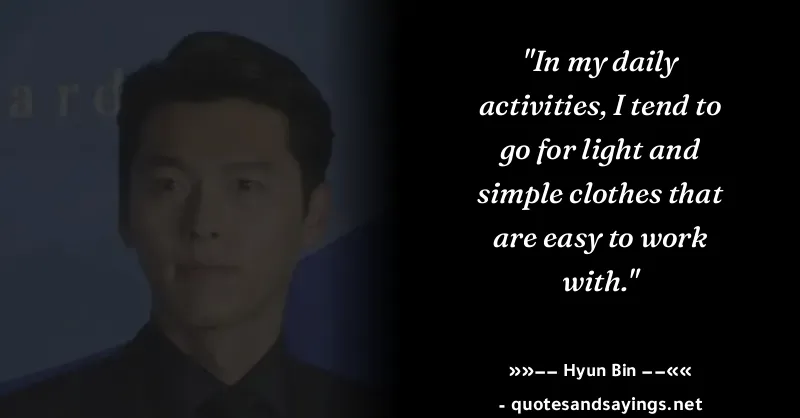 ard
"In my daily
activities, I tend to
go for light and
simple clothes that
are easy to work
with."
»»−− Hyun Bin −−««
- quotesandsayings.net